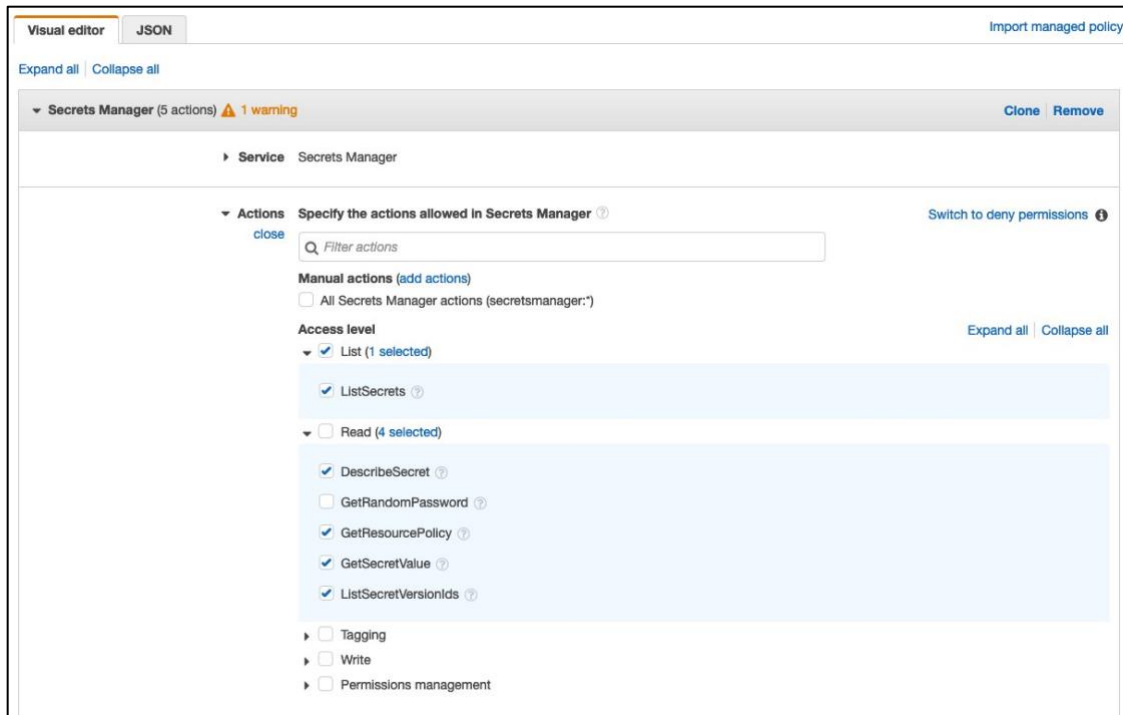 Visual editor JSON Import managed policy
Expand all Collapse all
Secrets Manager (5 actions) 1 warning Clone Remove
Service Secrets Manager
Actions Specify the actions allowed in Secrets Manager ? Switch to deny permissions i
close
Filter actions
Manual actions (add actions)
All Secrets Manager actions (secretsmanager:*)
Access level Expand all Collapse all
List (1 selected)
ListSecrets ?
Read (4 selected)
DescribeSecret ?
GetRandomPassword ?
GetResourcePolicy ?
GetSecretValue ?
ListSecretVersionIds ?
Tagging
Write
Permissions management